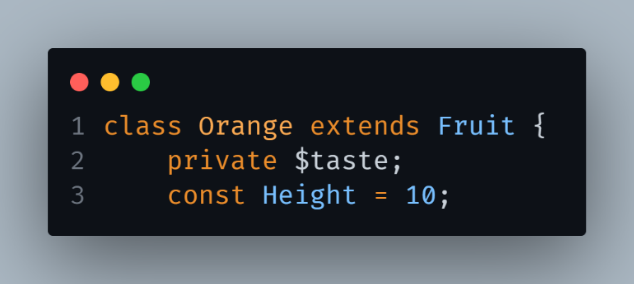 1 class Orange extends Fruit {
2     private $taste;
3     const Height = 10;